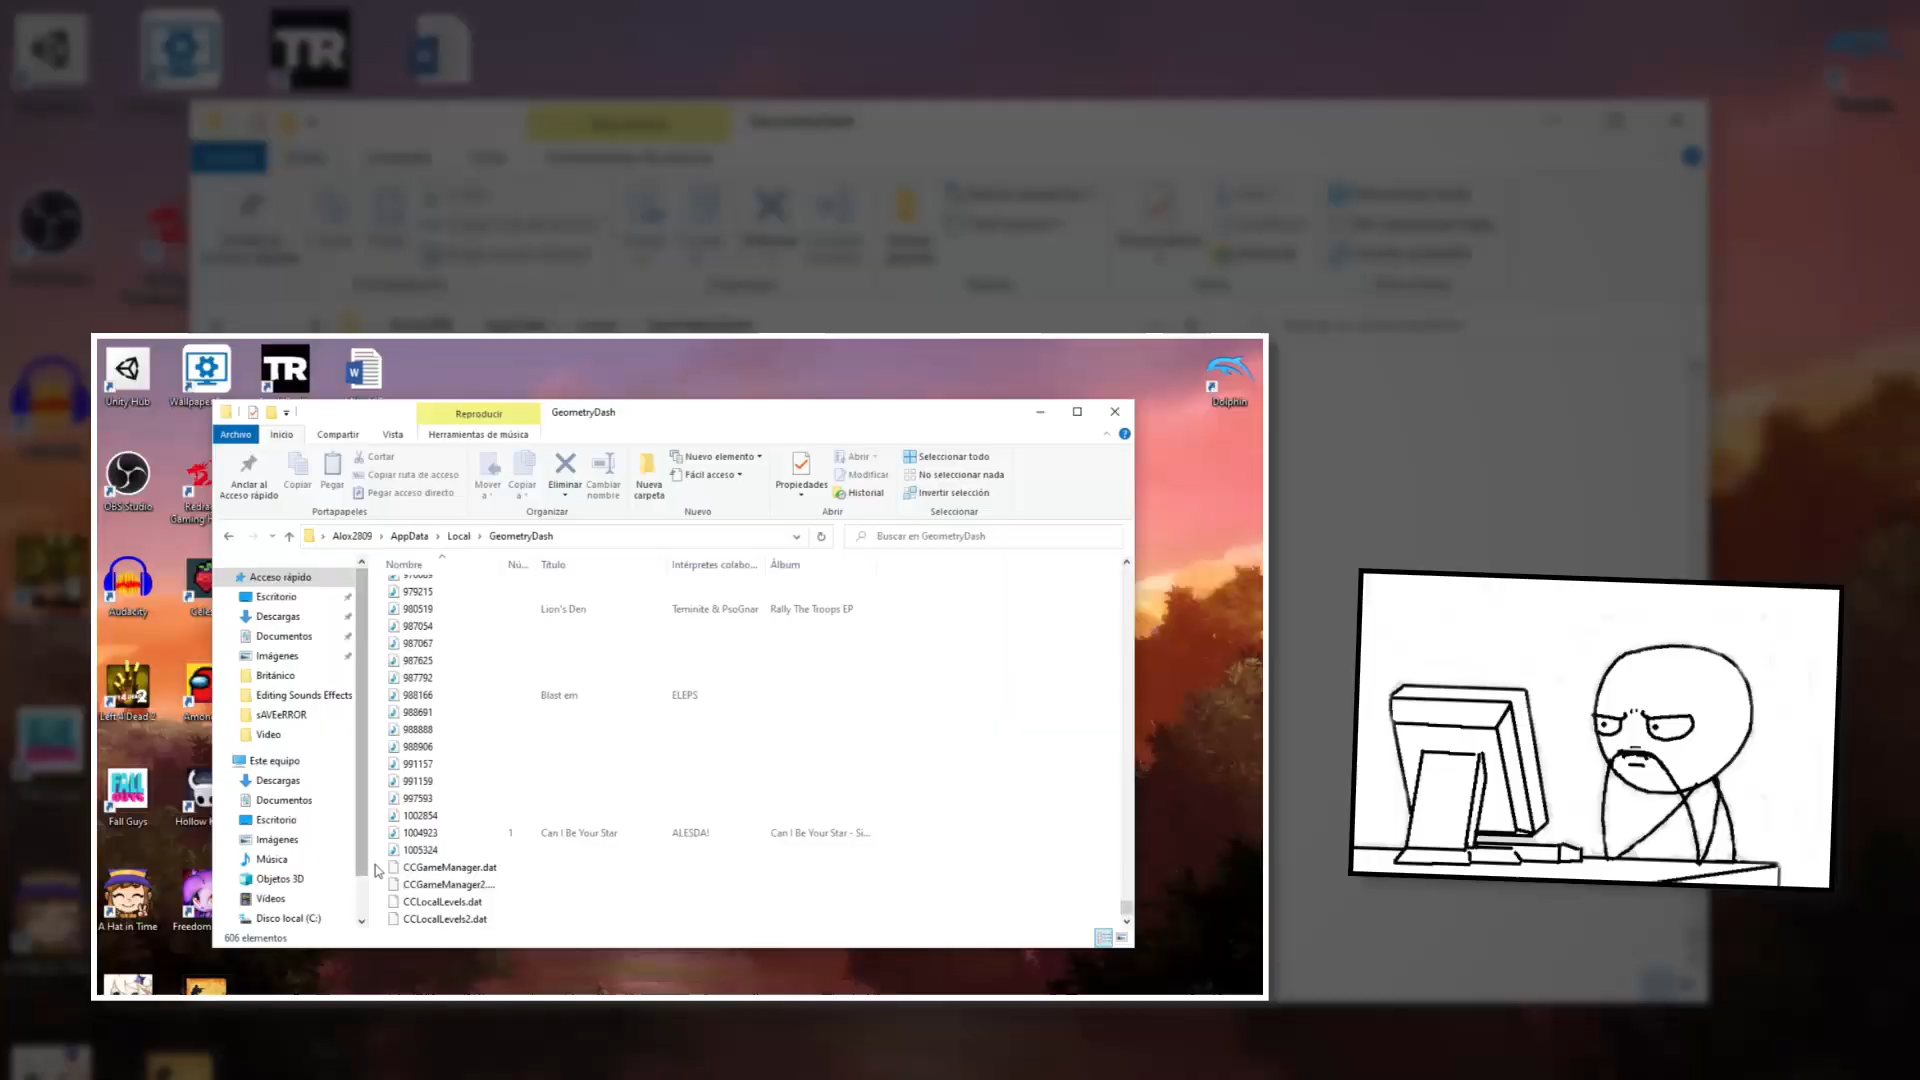 TR
TR
W
Unity Hub
Wallpape
Dolphin
Reproducir
GeometryDash
Archivo
Inicio
Compartir
Vista
Herramientas de música
Anclar al
Acceso rápido
Copiar
Pegar
Cortar
Copiar ruta de acceso
Pegar acceso directo
Portapapeles
Mover
a
Copiar
a
Eliminar
Cambiar
nombre
Organizar
Nueva
carpeta
Nuevo elemento
Fácil acceso
Nuevo
Propiedades
Abrir
Modificar
Historial
Abrir
Seleccionar todo
No seleccionar nada
Invertir selección
Seleccionar
Alox2809 > AppData > Local > GeometryDash
Buscar en GeometryDash
OBS Studio
Audacity
Left 4 Dead 2
Fall Guys
A Hat in Time
Redra
Gaming
Cele
Amon
Hollow
Freedom
Acceso rápido
Escritorio
Descargas
Documentos
Imágenes
Británico
Editing Sounds Effects
sAVEeRROR
Video
Este equipo
Descargas
Documentos
Escritorio
Imágenes
Música
Objetos 3D
Vídeos
Disco local (C:)
Nombre Nú... Título Intérpretes colabo... Álbum
979215
980519 Lion's Den Teminite & PsoGnar Rally The Troops EP
987054
987067
987625
987792
988166 Blast em ELEPS
988691
988888
988906
991157
991159
997593
1002854
1004923 1 Can I Be Your Star ALESDA! Can I Be Your Star - Si...
1005324
CCGameManager.dat
CCGameManager2....
CCLocalLevels.dat
CCLocalLevels2.dat
606 elementos